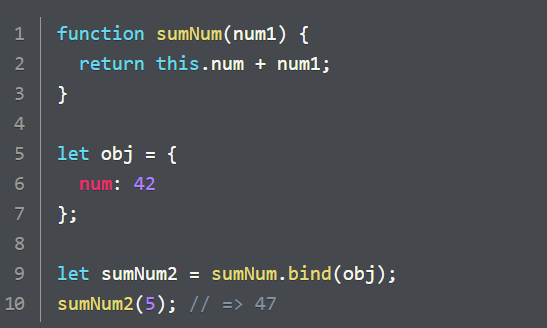 1 function sumNum(num1) {
2   return this.num + num1;
3 }
4
5 let obj = {
6   num: 42
7 };
8
9 let sumNum2 = sumNum.bind(obj);
10 sumNum2(5); // => 47